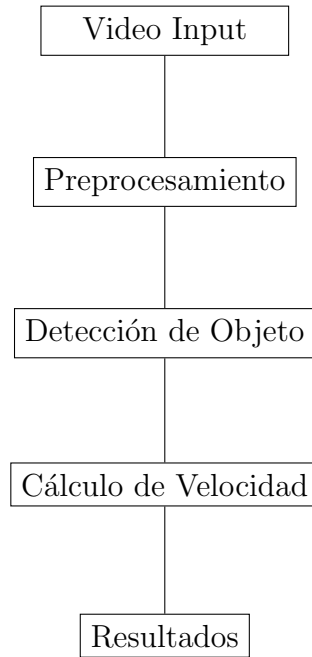 Video Input
Preprocesamiento
Detección de Objeto
Cálculo de Velocidad
Resultados